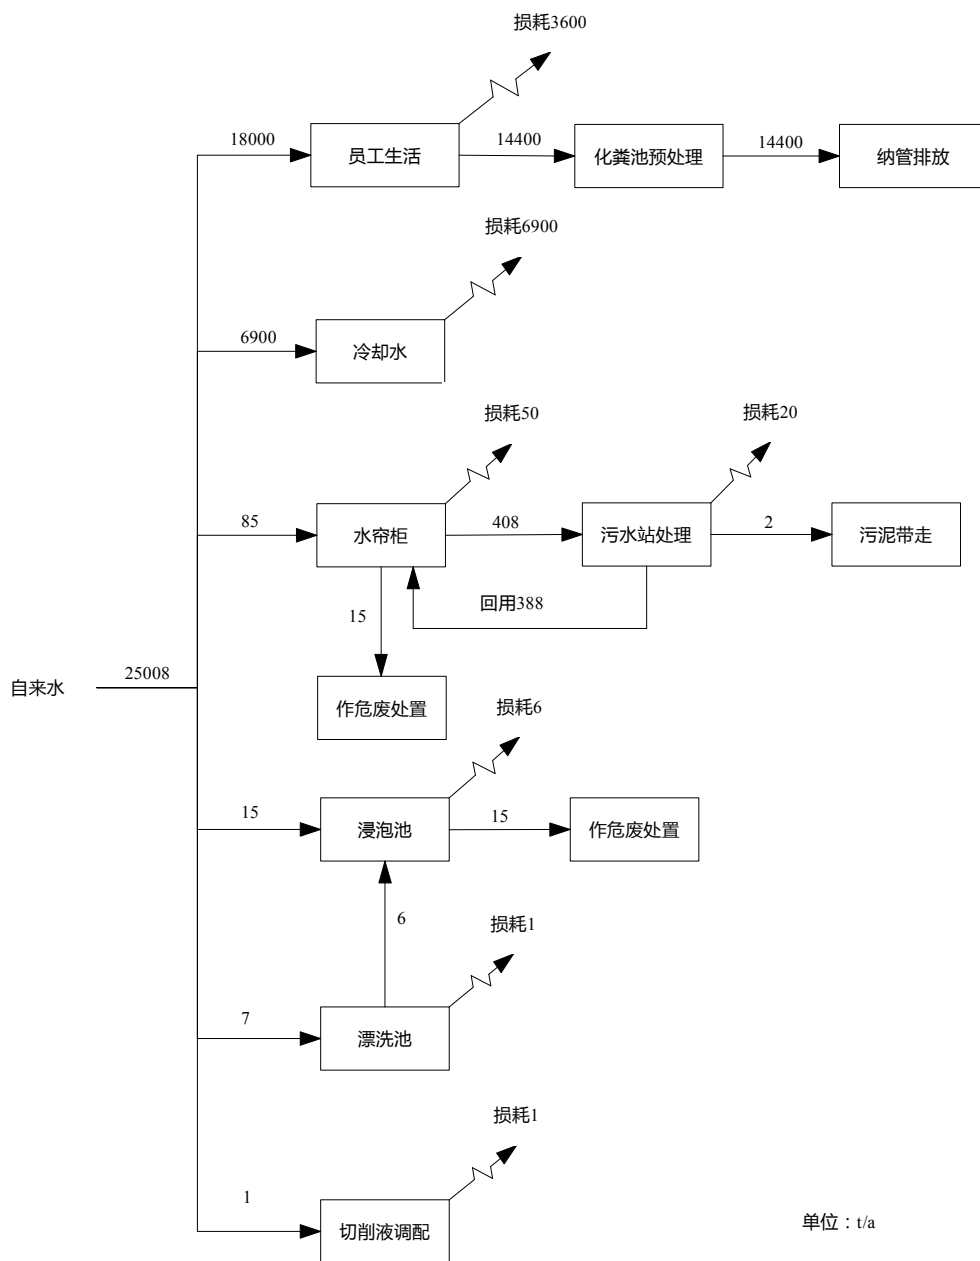 损耗3600
18000
员工生活
14400
化粪池预处理
14400
纳管排放
损耗6900
6900
冷却水
损耗50
损耗20
85
水帘柜
408
污水站处理
2
污泥带走
回用388
15
自来水
25008
作危废处置
损耗6
15
浸泡池
15
作危废处置
6
损耗1
7
漂洗池
损耗1
1
切削液调配
单位：t/a